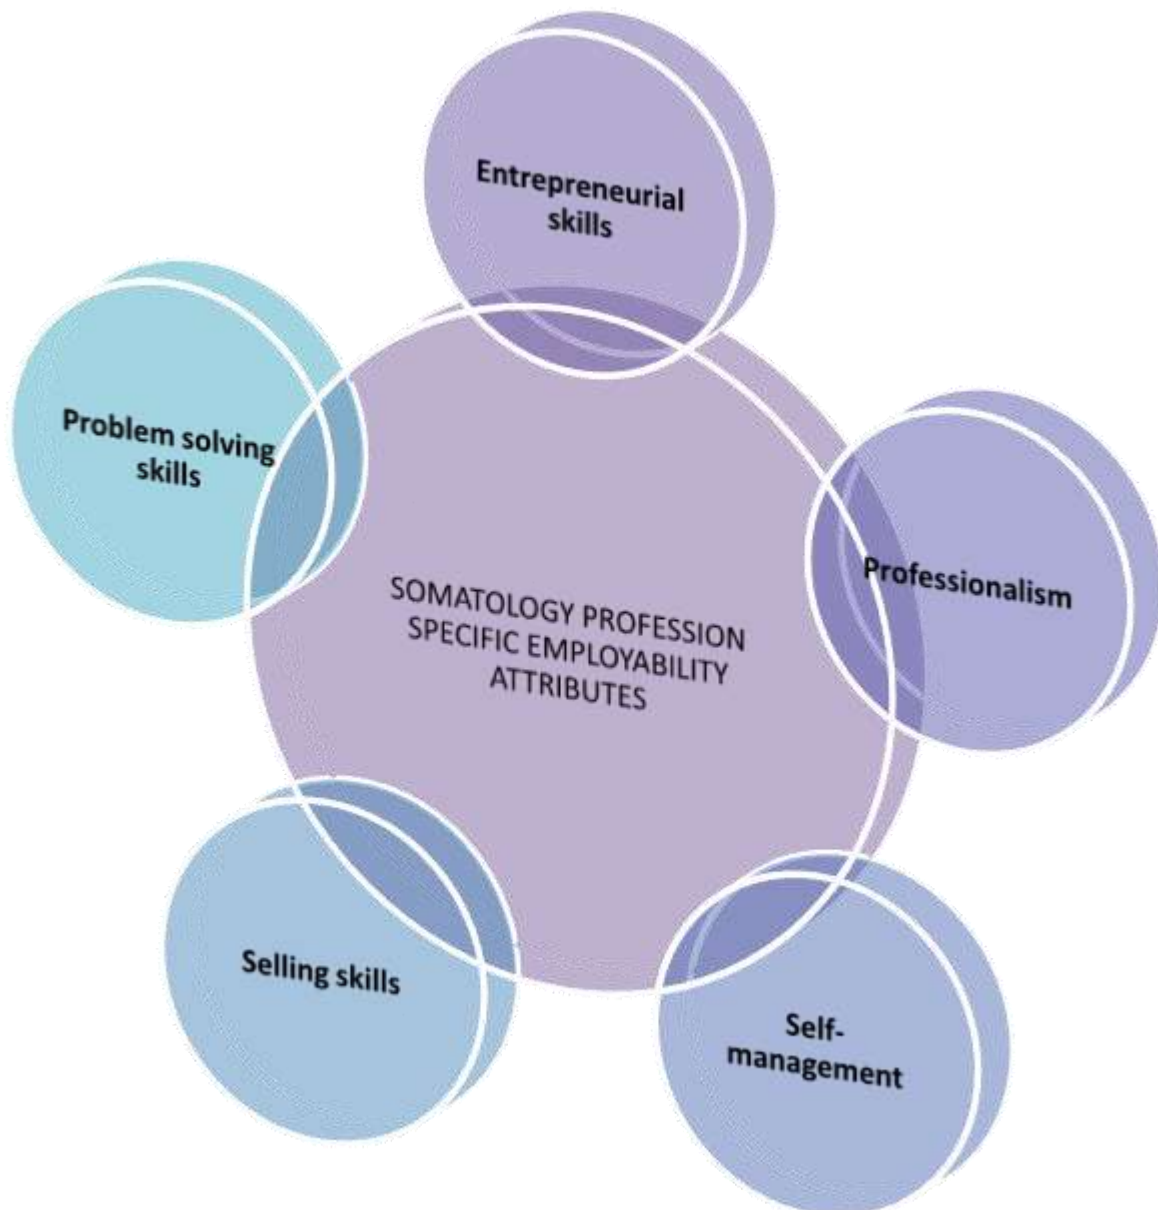 Entrepreneurial
skills
Problem solving
skills
Professionalism
SOMATOLOGY PROFESSION
SPECIFIC EMPLOYABILITY
ATTRIBUTES
Selling skills
Self-
management